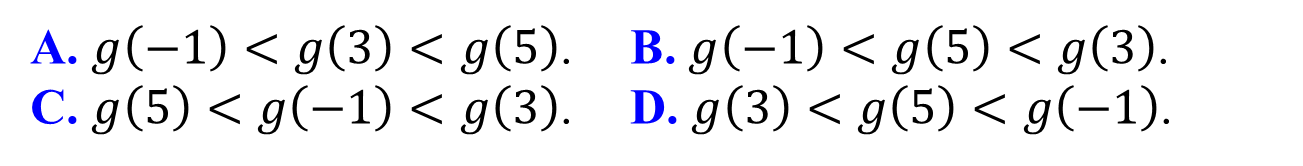 A. g(−1) < g(3) < g(5). B. g(−1) < g(5) < g(3).
C. g(5) < g(−1) < g(3). D. g(3) < g(5) < g(−1).